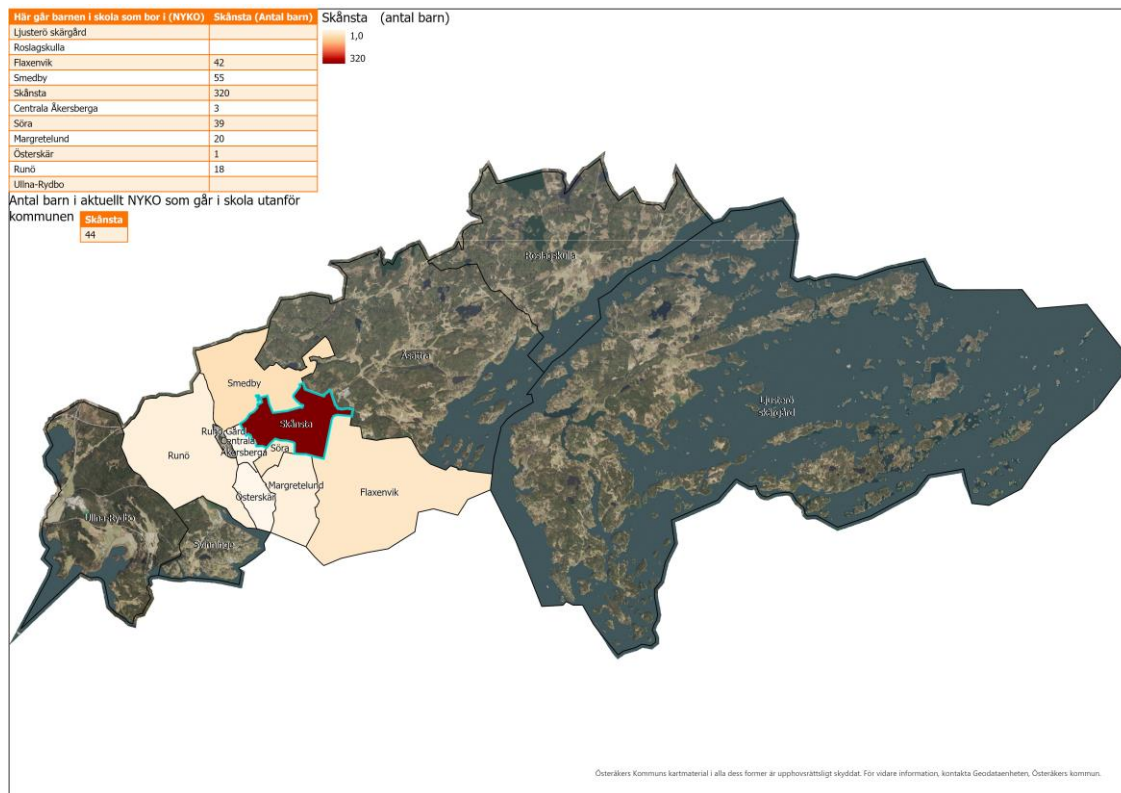 Här går barnen i skola som bor i (NYKO) Skånsta (Antal barn)
Ljusterö skärgård
Roslagskulla
Flaxenvik 42
Smedby 55
Skånsta 320
Centrala Åkersberga 3
Söra 39
Margretelund 20
Österskär 1
Runö 18
Ullna-Rydbo
Skånsta (antal barn)
1,0
320
Antal barn i aktuellt NYKO som går i skola utanför
kommunen
Skånsta
44
Roslagskulla
Roslagskulla
Smedby
Ljusterö
skärgård
Skånsta
Centrala
Åkersberga
Söra
Runö
Österskär
Margretelund
Flaxenvik
Ullna-Rydbo
Svinninge
Österåkers Kommuns kartmaterial i alla dess former är upphovsrättsligt skyddat. För vidare information, kontakta Geodataenheten, Österåkers kommun.